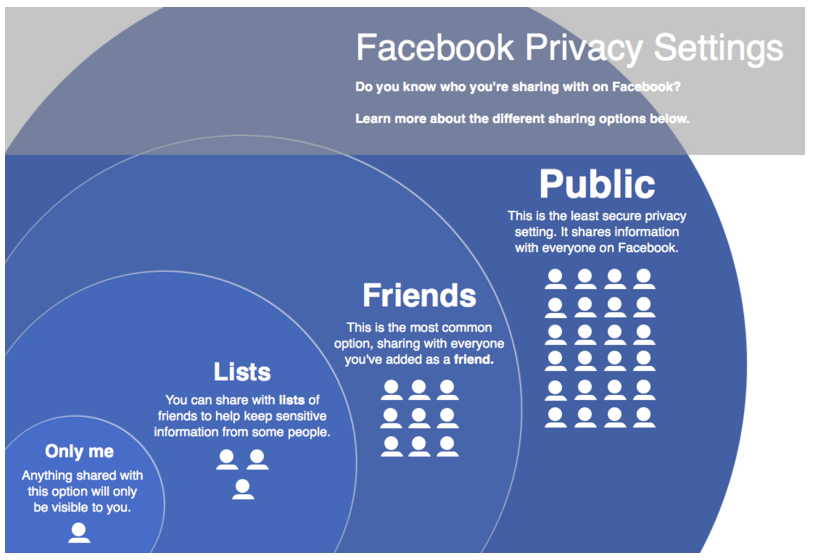 Facebook Privacy Settings
Do you know who you're sharing with on Facebook?
Learn more about the different sharing options below.
Public
This is the least secure privacy
setting. It shares information
with everyone on Facebook.
Friends
This is the most common
option, sharing with everyone
you've added as a friend.
Lists
You can share with lists of
friends to help keep sensitive
information from some people.
Only me
Anything shared with
this option will only
be visible to you.